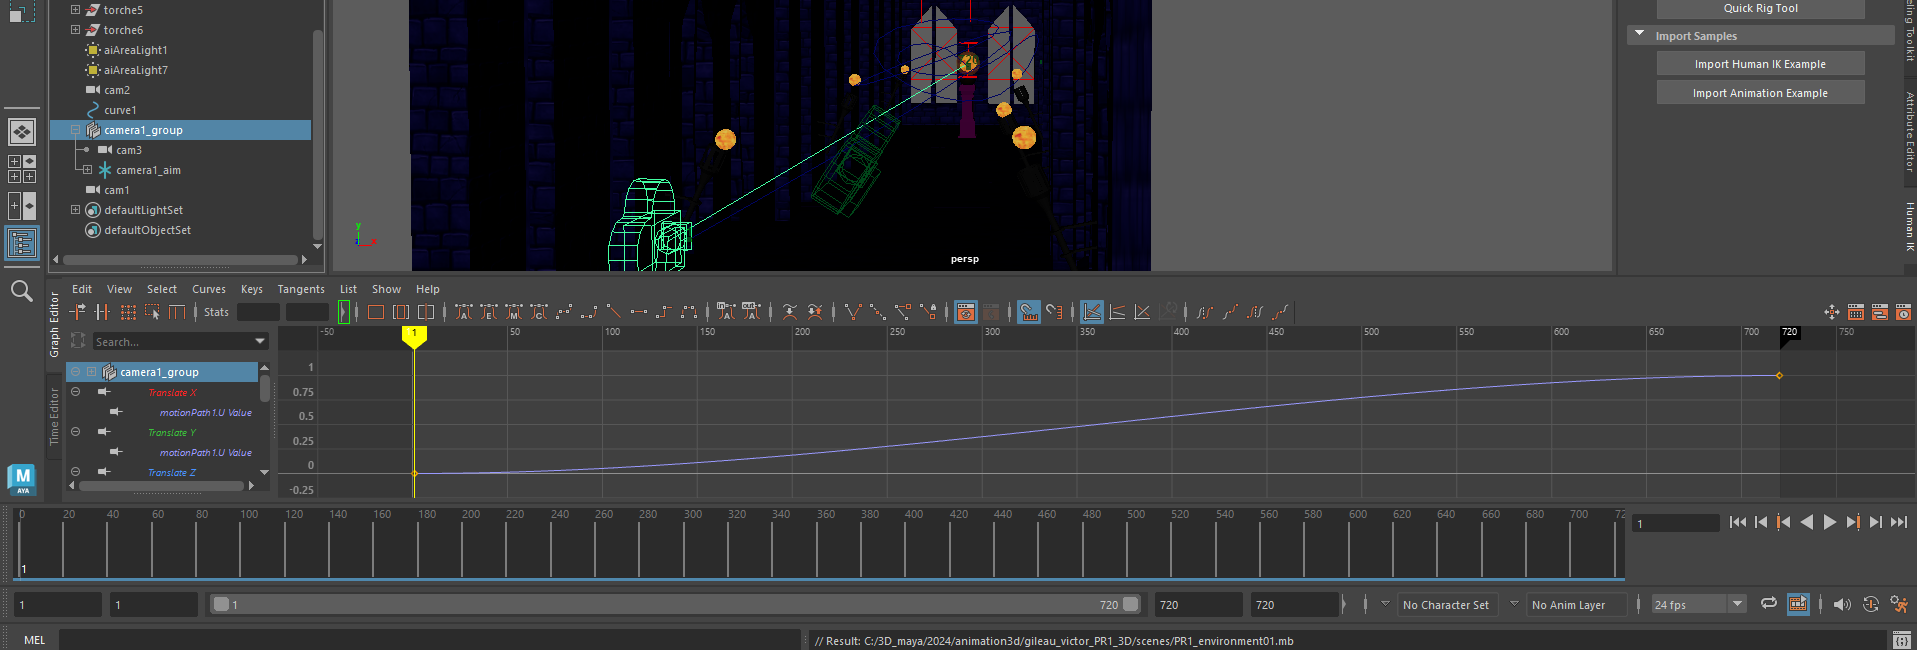 torche5
torche6
aiAreaLight1
aiAreaLight7
cam2
curve1
camera1_group
cam3
camera1_aim
cam1
defaultLightSet
defaultObjectSet
y
x
persp
Quick Rig Tool
Import Samples
Import Human IK Example
Import Animation Example
eling Toolkit
Attribute Editor
Human IK
Graph Editor
Time Editor
Edit View Select Curves Keys Tangents List Show Help
Stats
Search...
camera1_group
Translate X
motionPath1.U Value
Translate Y
motionPath1.U Value
Translate Z
-50 1 50 100 150 200 250 300 350 400 450 500 550 600 650 700 720 750
1
0.75
0.5
0.25
0
-0.25
M
AYA
0 20 40 60 80 100 120 140 160 180 200 220 240 260 280 300 320 340 360 380 400 420 440 460 480 500 520 540 560 580 600 620 640 660 680 700 72
1
1
1 1 1 720 720 720 No Character Set No Anim Layer 24 fps
MEL // Result: C:/3D_maya/2024/animation3d/gileau_victor_PR1_3D/scenes/PR1_environment01.mb